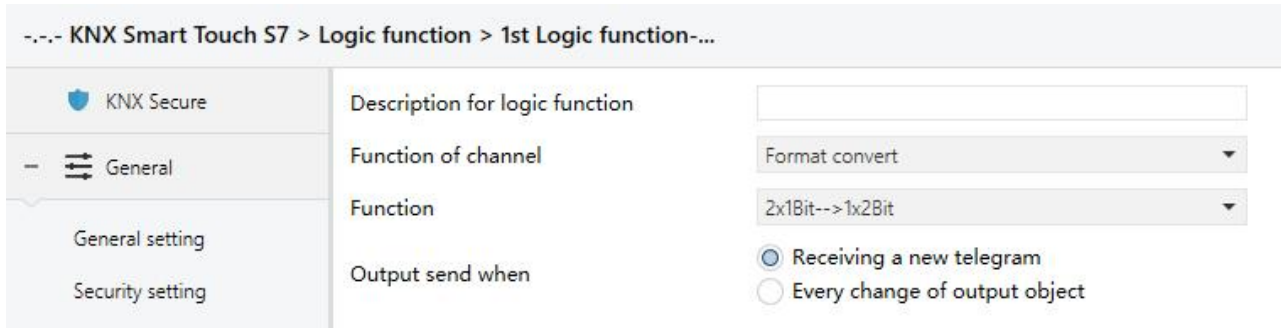 -.-.- KNX Smart Touch S7 > Logic function > 1st Logic function-...
KNX Secure
General
General setting
Security setting
Description for logic function
Function of channel Format convert
Function 2x1Bit-->1x2Bit
Output send when Receiving a new telegram
Every change of output object